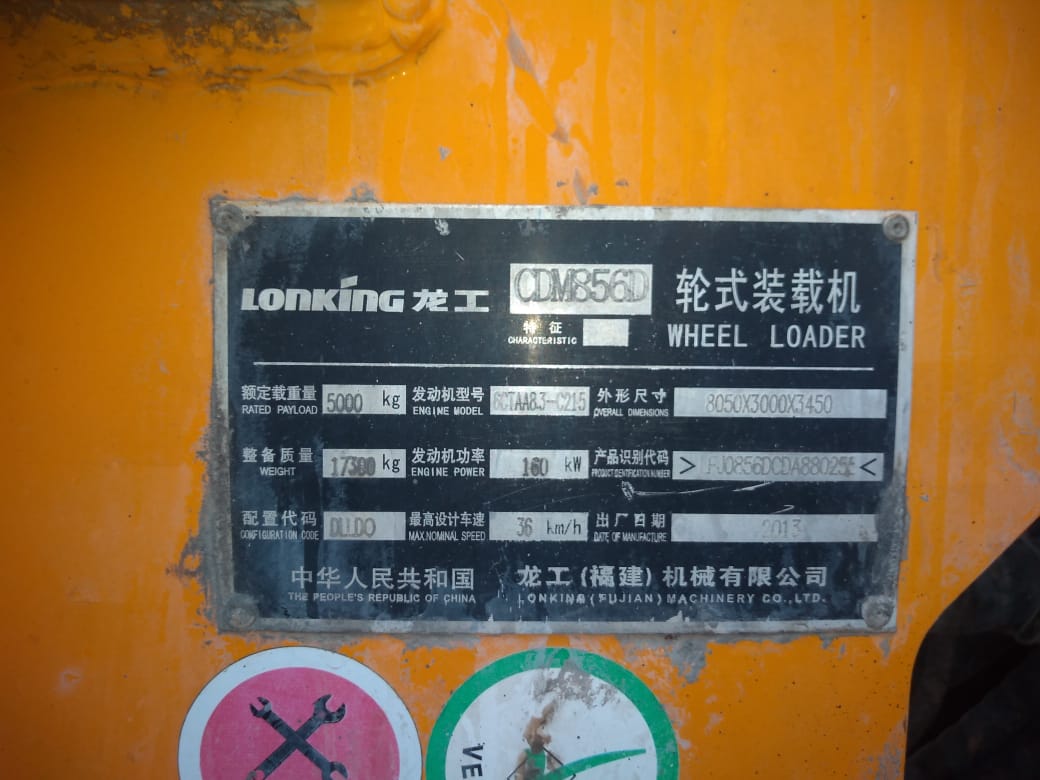 LONKING 龙工 CDM856D 轮式装载机
特征
CHARACTERISTIC
WHEEL LOADER
额定载重量 5000 kg 发动机型号 6CTAA8.3-C215 外形尺寸 8050X3000X3450
RATED PAYLOAD ENGINE MODEL OVERALL DIMENSIONS
整备质量 17300 kg 发动机功率 160 kW 产品识别代码 > <
WEIGHT ENGINE POWER PRODUCT IDENTIFICATION NUMBER
配置代码 最高设计车速 36 km/h 出厂日期 2013
CONFIGURATION CODE MAX.NOMINAL SPEED DATE OF MANUFACTURE
中华人民共和国 龙工(福建)机械有限公司
THE PEOPLE'S REPUBLIC OF CHINA LONKING(FUJIAN)MACHINERY CO.,LTD.